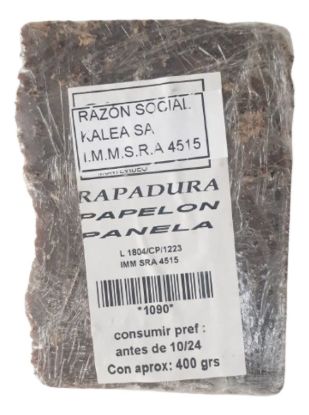 RAZON SOCIAL
KALEA SA
I.M.M.S.R.A 4515
MONTEVIDEO
RAPADURA
PAPELON
PANELA
L 1804/CP/1223
IMM SRA 4515
"1090"
consumir pref :
antes de 10/24
Con aprox: 400 grs